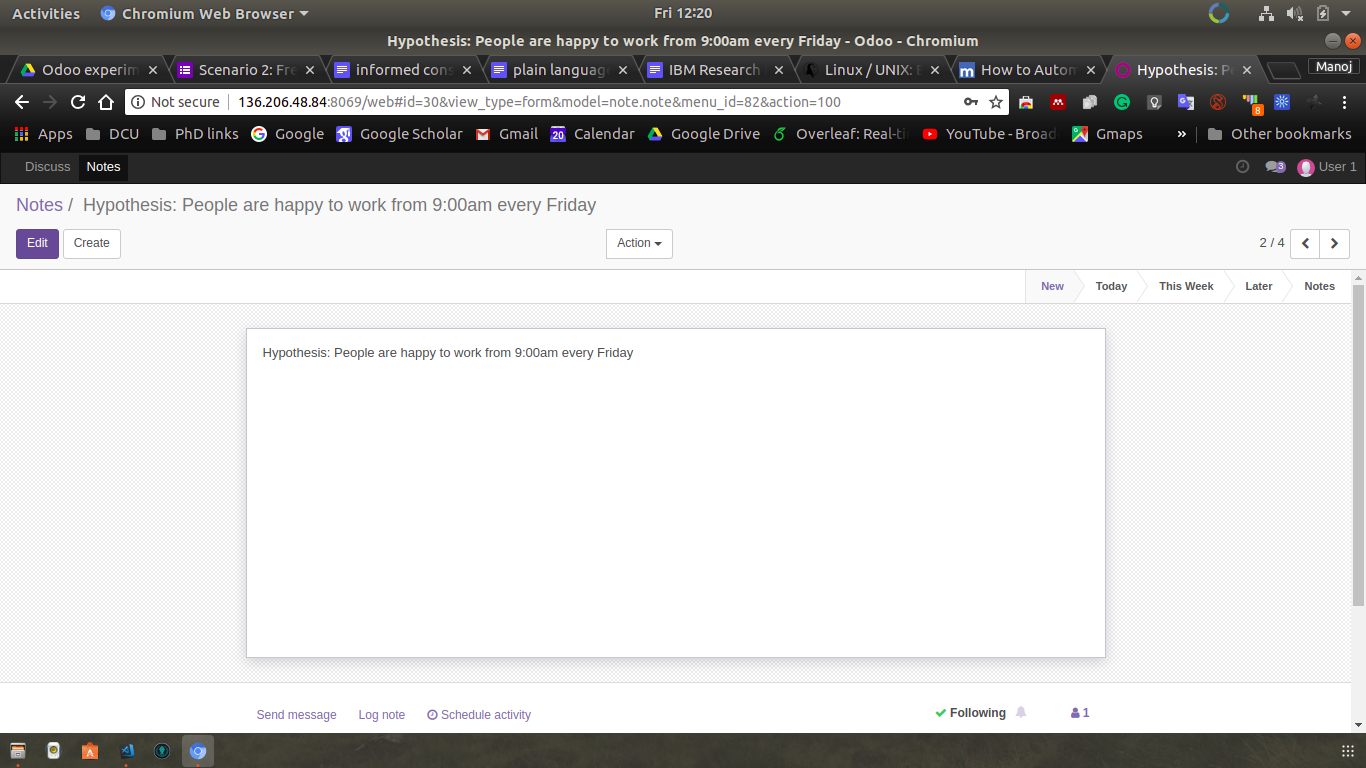 Activities Chromium Web Browser Fri 12:20
Hypothesis: People are happy to work from 9:00am every Friday - Odoo - Chromium
Odoo experim Scenario 2: Fre informed cons plain language IBM Research Linux / UNIX: How to Autom Hypothesis: Pe Manoj
Not secure 136.206.48.84:8069/web#id=30&view_type=form&model=note.note&menu_id=82&action=100 8
Apps DCU PhD links Google Google Scholar Gmail 20 Calendar Google Drive Overleaf: Real-ti YouTube - Broad Gmaps » Other bookmarks
Discuss Notes 3 User 1
Notes / Hypothesis: People are happy to work from 9:00am every Friday
Edit Create Action 2 / 4
New Today This Week Later Notes
Hypothesis: People are happy to work from 9:00am every Friday
Send message Log note Schedule activity Following 1